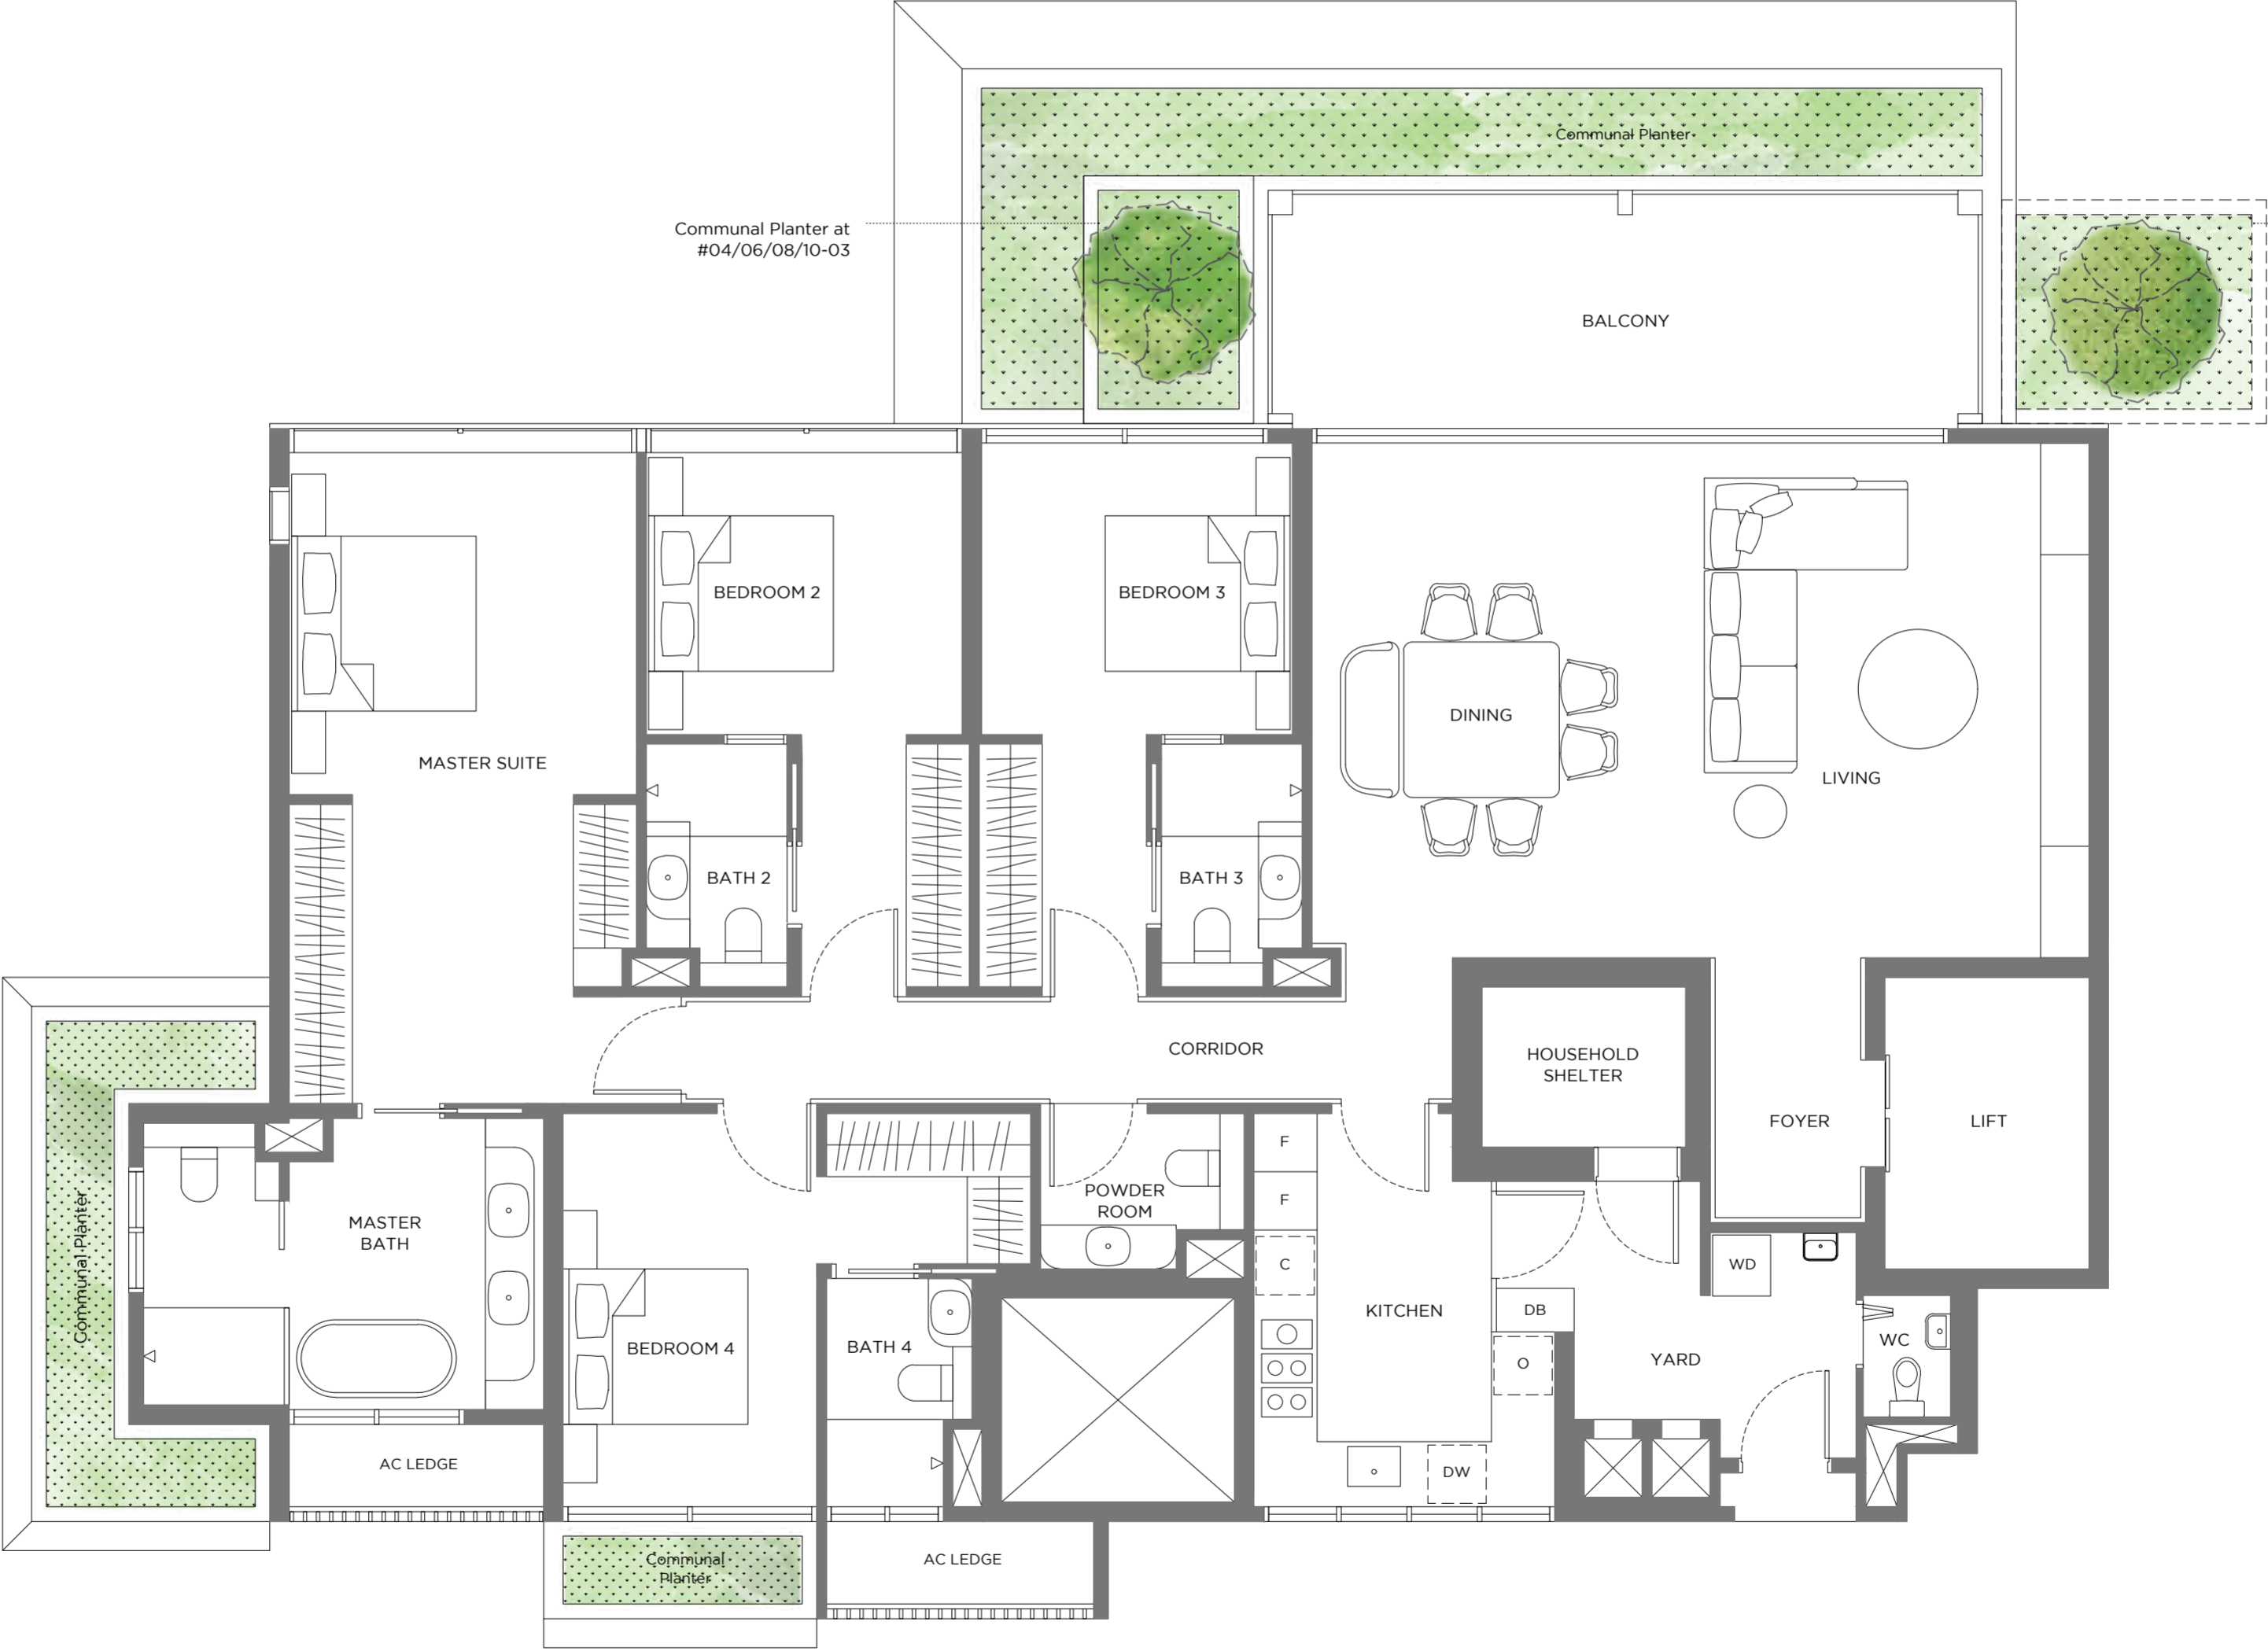 Communal Planter
Communal Planter at
#04/06/08/10-03
BALCONY
BEDROOM 2
BEDROOM 3
DINING
MASTER SUITE
LIVING
BATH 2
BATH 3
CORRIDOR
HOUSEHOLD
SHELTER
FOYER
LIFT
F
F
POWDER
ROOM
MASTER
BATH
Communal Planter
C
WD
KITCHEN
DB
BEDROOM 4
BATH 4
O
YARD
WC
AC LEDGE
DW
Communal
Planter
AC LEDGE